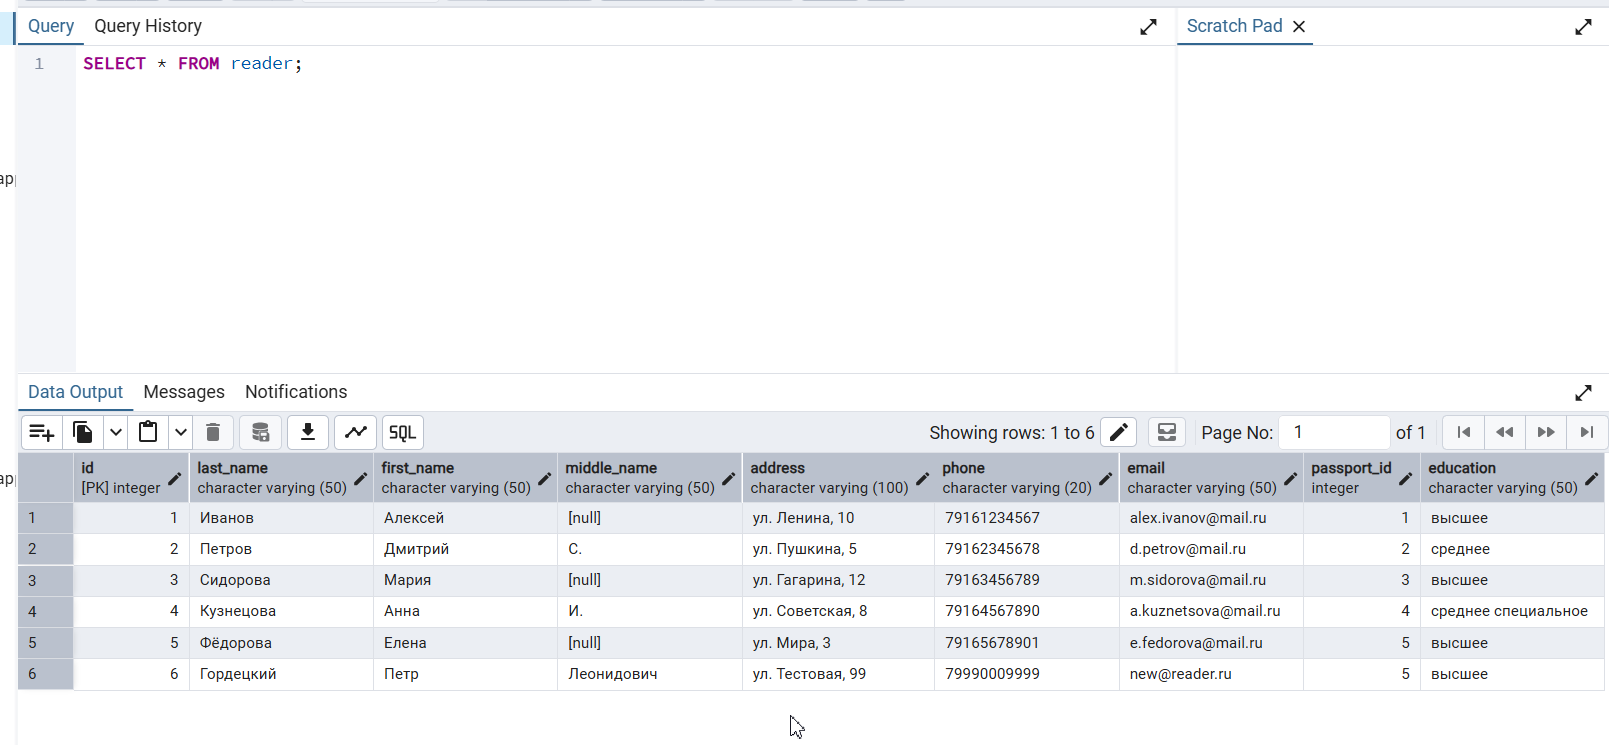 Query Query History Scratch Pad
1 SELECT * FROM reader;
Data Output Messages Notifications
SQL Showing rows: 1 to 6 Page No: 1 of 1
id last_name first_name middle_name address phone email passport_id education
[PK] integer character varying (50) character varying (50) character varying (50) character varying (100) character varying (20) character varying (50) integer character varying (50)
1 1 Иванов Алексей [null] ул. Ленина, 10 79161234567 alex.ivanov@mail.ru 1 высшее
2 2 Петров Дмитрий С. ул. Пушкина, 5 79162345678 d.petrov@mail.ru 2 среднее
3 3 Сидорова Мария [null] ул. Гагарина, 12 79163456789 m.sidorova@mail.ru 3 высшее
4 4 Кузнецова Анна И. ул. Советская, 8 79164567890 a.kuznetsova@mail.ru 4 среднее специальное
5 5 Фёдорова Елена [null] ул. Мира, 3 79165678901 e.fedorova@mail.ru 5 высшее
6 6 Гордецкий Петр Леонидович ул. Тестовая, 99 79990009999 new@reader.ru 5 высшее